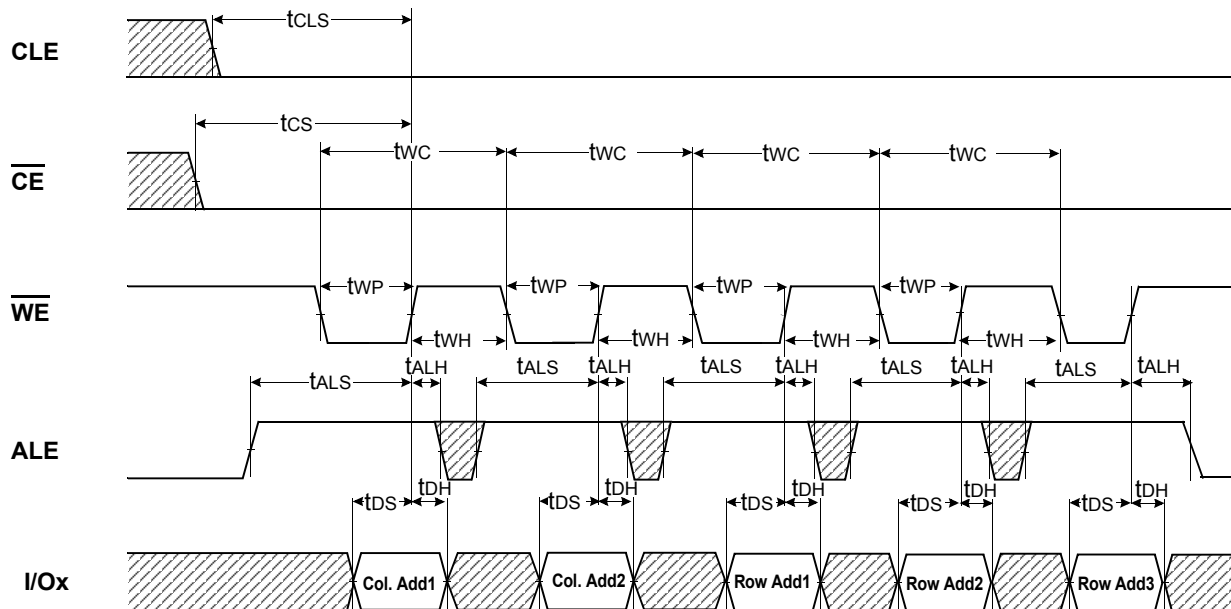 CLE
tCLS
CE
tCS
tWC tWC tWC tWC
WE
tWP tWP tWP tWP
tWH tWH tWH tWH
ALE
tALS tALH tALS tALH tALS tALH tALS tALH tALS tALH
tDS tDH tDS tDH tDS tDH tDS tDH tDS tDH
I/Ox
Col. Add1 Col. Add2 Row Add1 Row Add2 Row Add3